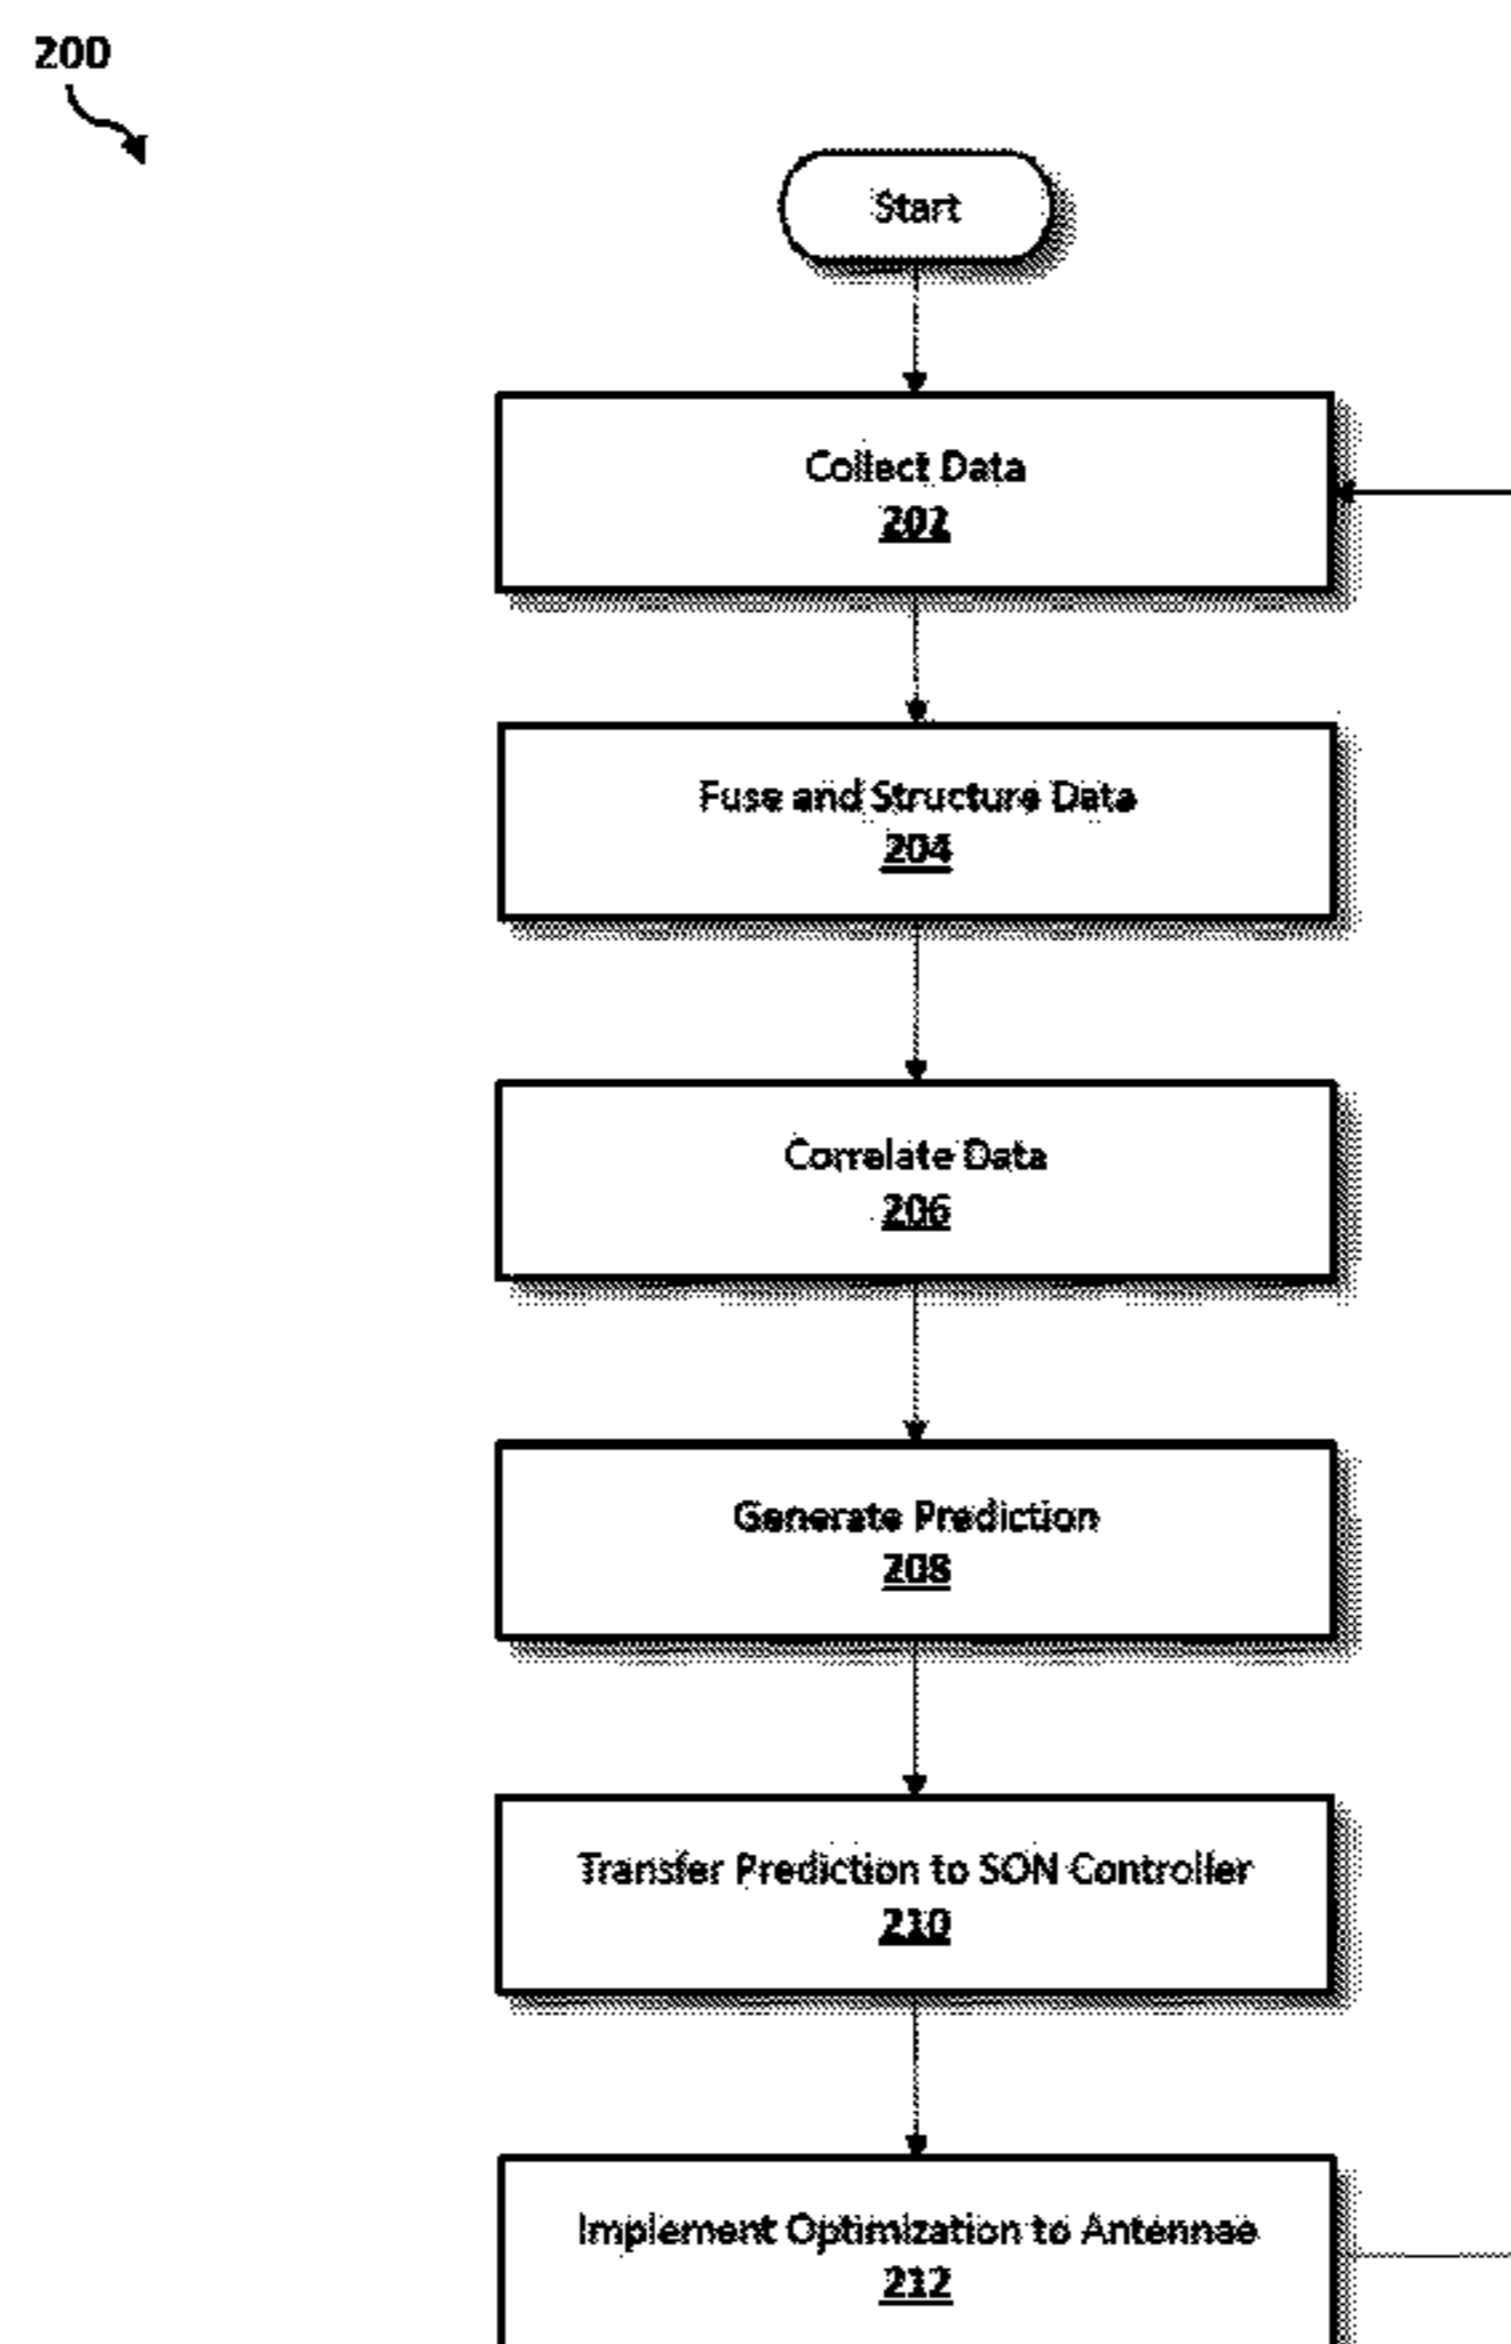 200
Start
Collect Data
202
Fuse and Structure Data
204
Correlate Data
206
Generate Prediction
208
Transfer Prediction to SON Controller
210
Implement Optimization to Antennae
212